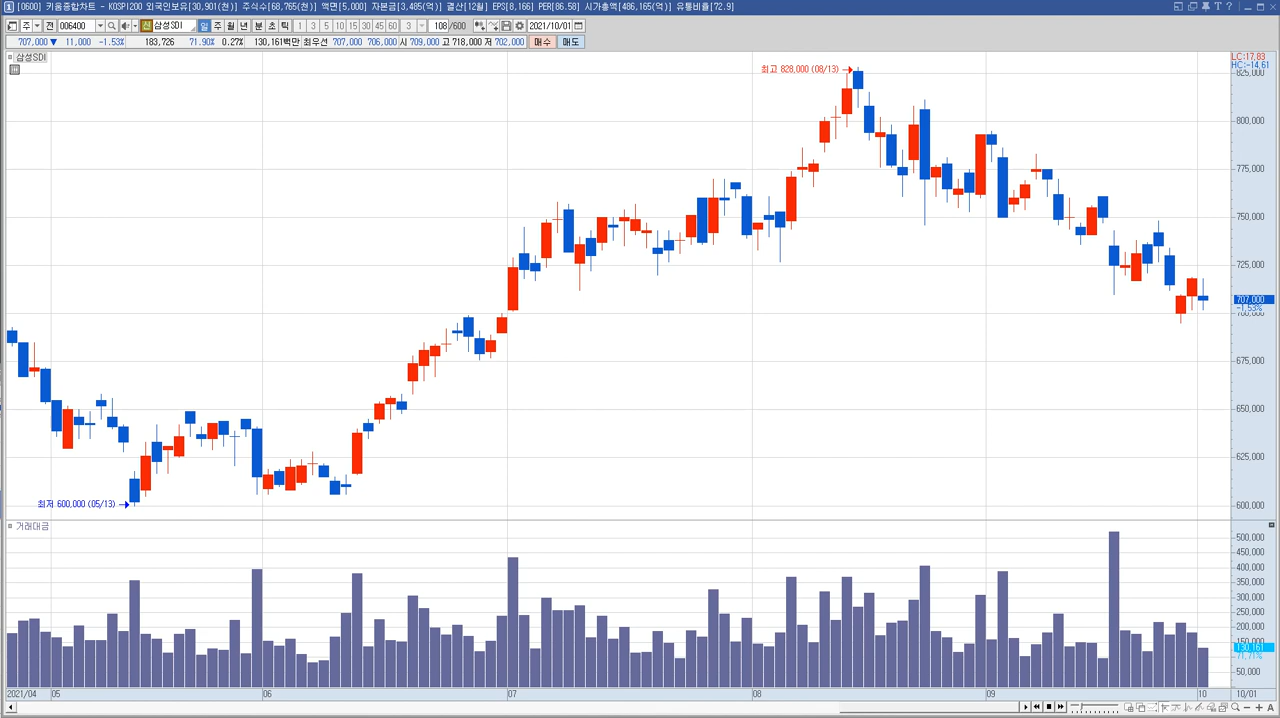 1 [0600] 키움종합차트 - KOSPI200 외국인보유[30,901(천)] 주식수[68,765(천)] 액면[5,000] 자본금[3,485(억)] 결산[12월] EPS[8,166] PER[86.58] 시가총액[486,165(억)] 유동비율[72.9]
주 006400 신 삼성SDI 일 주 월 년 분 초 틱 1 3 5 10 15 30 45 60 3 108 /600 2021/10/01
707,000 ▼ 11,000 -1.53% 183,726 71.90% 0.27% 130,161백만 최우선 707,000 706,000 시 709,000 고 718,000 저 702,000 매수 매도
삼성SDI
LC:17.83
HC:-14.61
최고 828,000 (08/13)
825,000
800,000
775,000
750,000
725,000
707,000
-1.53%
700,000
675,000
650,000
625,000
최저 600,000 (05/13)
600,000
거래대금
500,000
450,000
400,000
350,000
300,000
250,000
200,000
150,000
130,161
-71.71%
50,000
2021/04 05 06 07 08 09 10 10/01